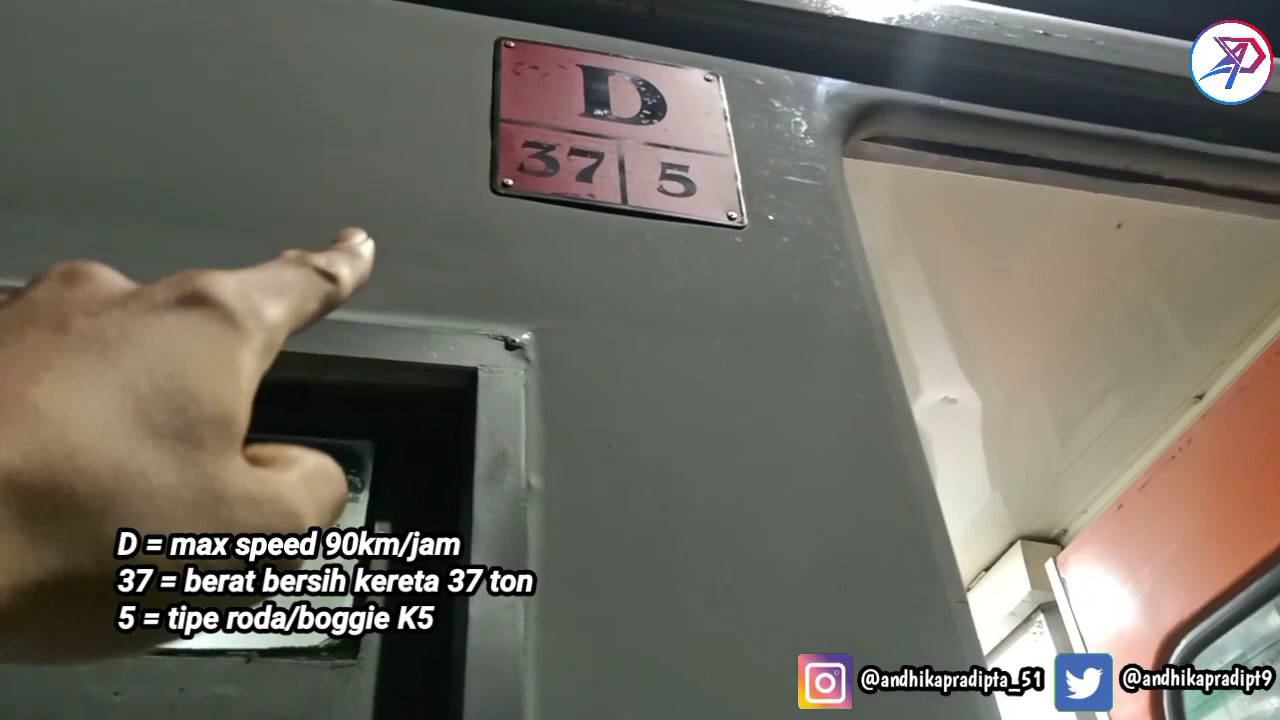 D
37 5
D = max speed 90km/jam
37 = berat bersih kereta 37 ton
5 = tipe roda/boggie K5
@andhikapradipta_51 @andhikapradipt9